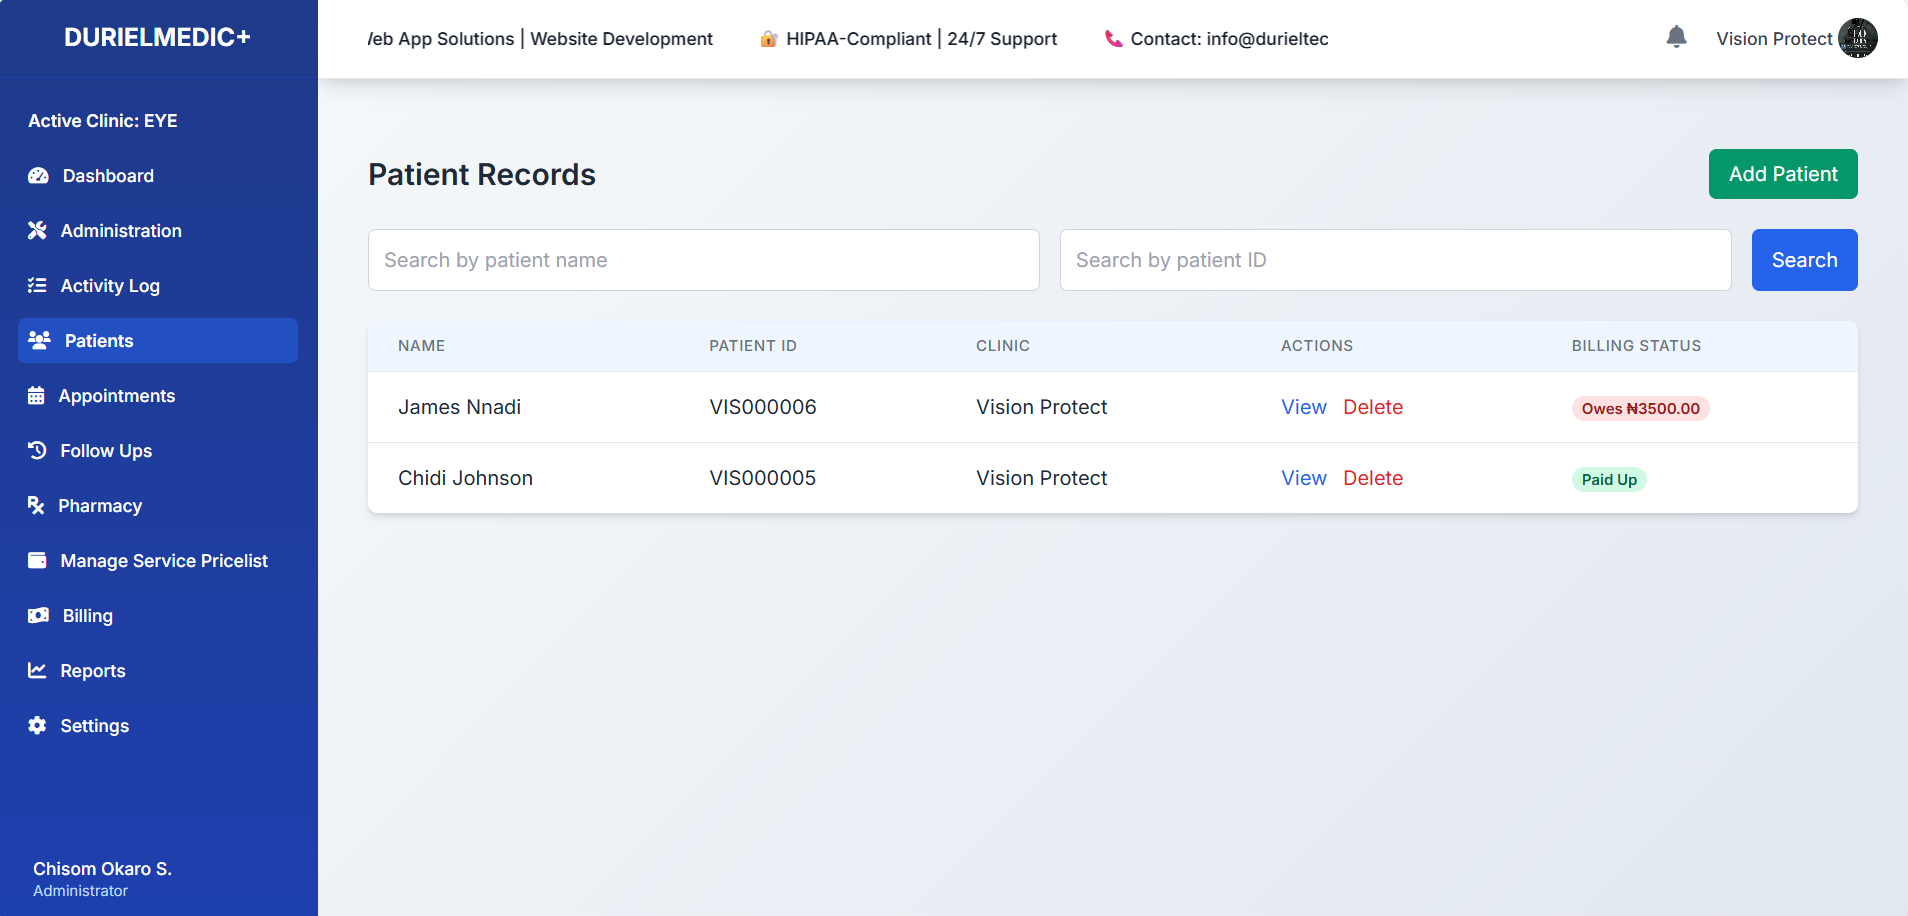 DURIELMEDIC+
Web App Solutions | Website Development
🔐 HIPAA-Compliant | 24/7 Support
📞 Contact: info@durieltec
Vision Protect
Active Clinic: EYE
Dashboard
Administration
Activity Log
Patients
Appointments
Follow Ups
Pharmacy
Manage Service Pricelist
Billing
Reports
Settings
Chisom Okaro S.
Administrator
Patient Records
Add Patient
Search by patient name
Search by patient ID
Search
NAME PATIENT ID CLINIC ACTIONS BILLING STATUS
James Nnadi VIS000006 Vision Protect View Delete Owes ₦3500.00
Chidi Johnson VIS000005 Vision Protect View Delete Paid Up